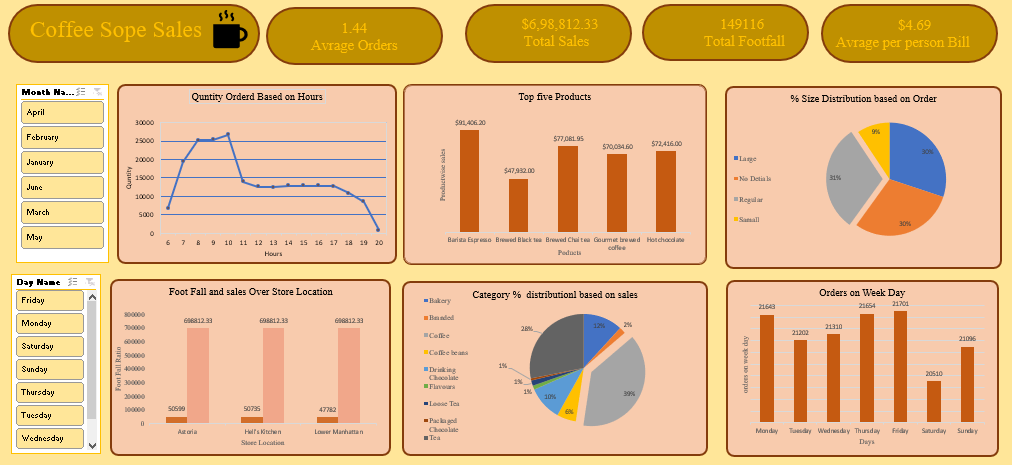 Coffee Sope Sales
1.44
Avrage Orders
$6,98,812.33
Total Sales
149116
Total Footfall
$4.69
Avrage per person Bill
Month Na...
April
February
January
June
March
May
Quntity Orderd Based on Hours
Quntity
30000
25000
20000
15000
10000
5000
0
6 7 8 9 10 11 12 13 14 15 16 17 18 19 20
Hours
Top five Products
Productwise sales
$91,406.20
$47,932.00
$77,081.95
$70,034.60
$72,416.00
Barista Espresso
Brewed Black tea
Brewed Chai tea
Gourmet brewed
coffee
Hot chocolate
Poducts
% Size Distribution based on Order
Large
No Detials
Regular
Samall
30%
30%
31%
9%
Day Name
Friday
Monday
Saturday
Sunday
Thursday
Tuesday
Wednesday
Foot Fall and sales Over Store Location
Foot Fall Ratio
800000
700000
600000
500000
400000
300000
200000
100000
0
50599
698812.33
50735
698812.33
47782
698812.33
Astoria
Hell's Kitchen
Lower Manhattan
Store Location
Category % distributionl based on sales
Bakery
Branded
Coffee
Coffee beans
Drinking
Chocolate
Flavours
Loose Tea
Packaged
Chocolate
Tea
12%
2%
39%
6%
10%
1%
1%
1%
28%
Orders on Week Day
orders on week day
21643
21202
21310
21654
21701
20510
21096
Monday
Tuesday
Wednesday
Thursday
Friday
Saturday
Sunday
Days